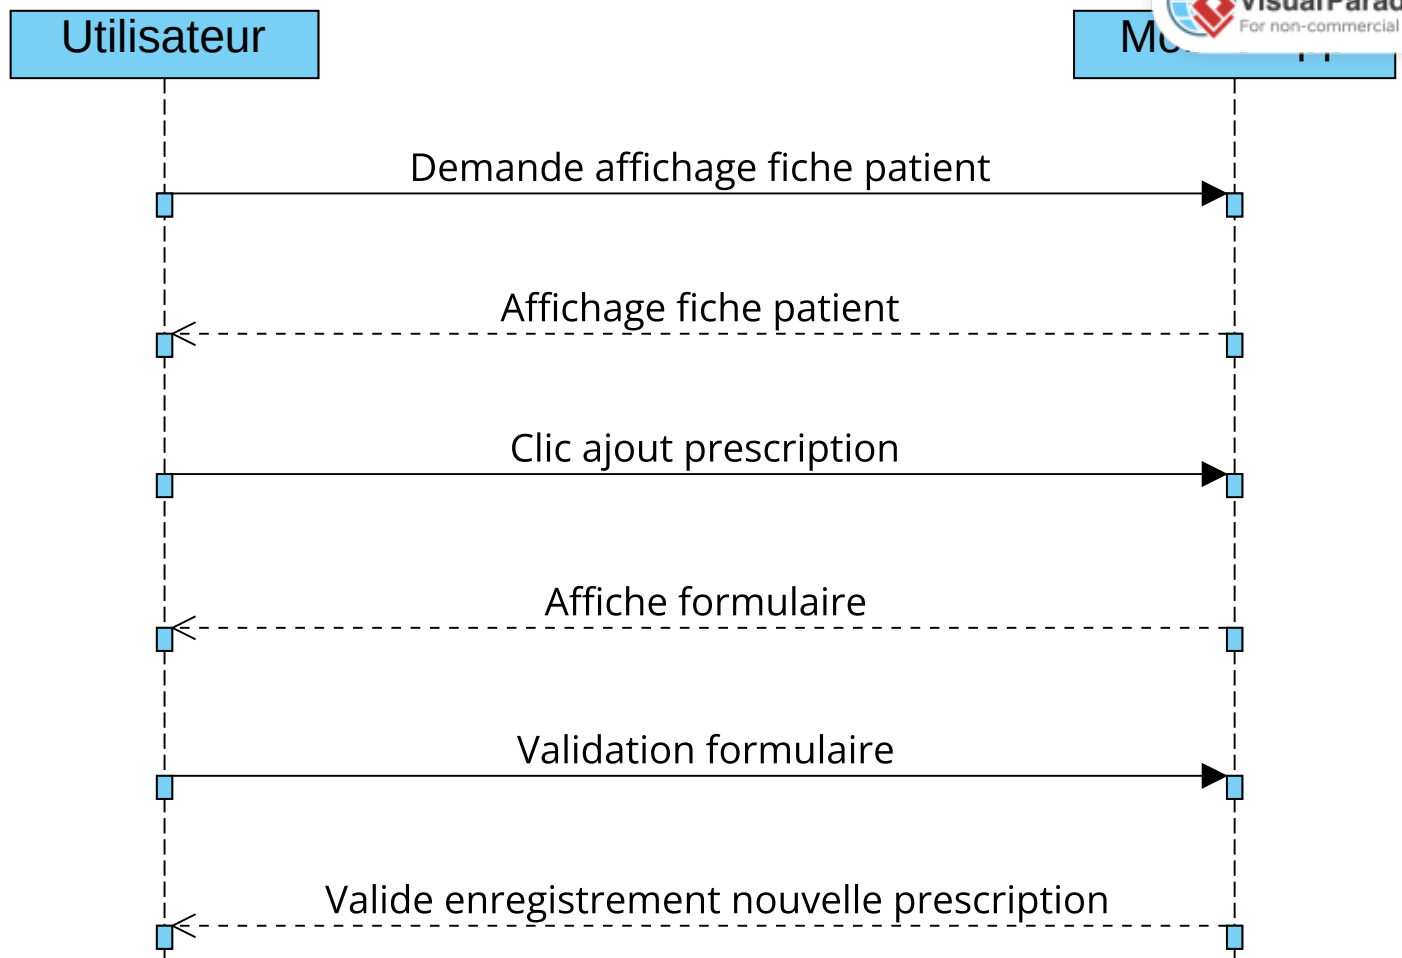 Utilisateur
VisualParad
For non-commercial
Demande affichage fiche patient
Affichage fiche patient
Clic ajout prescription
Affiche formulaire
Validation formulaire
Valide enregistrement nouvelle prescription